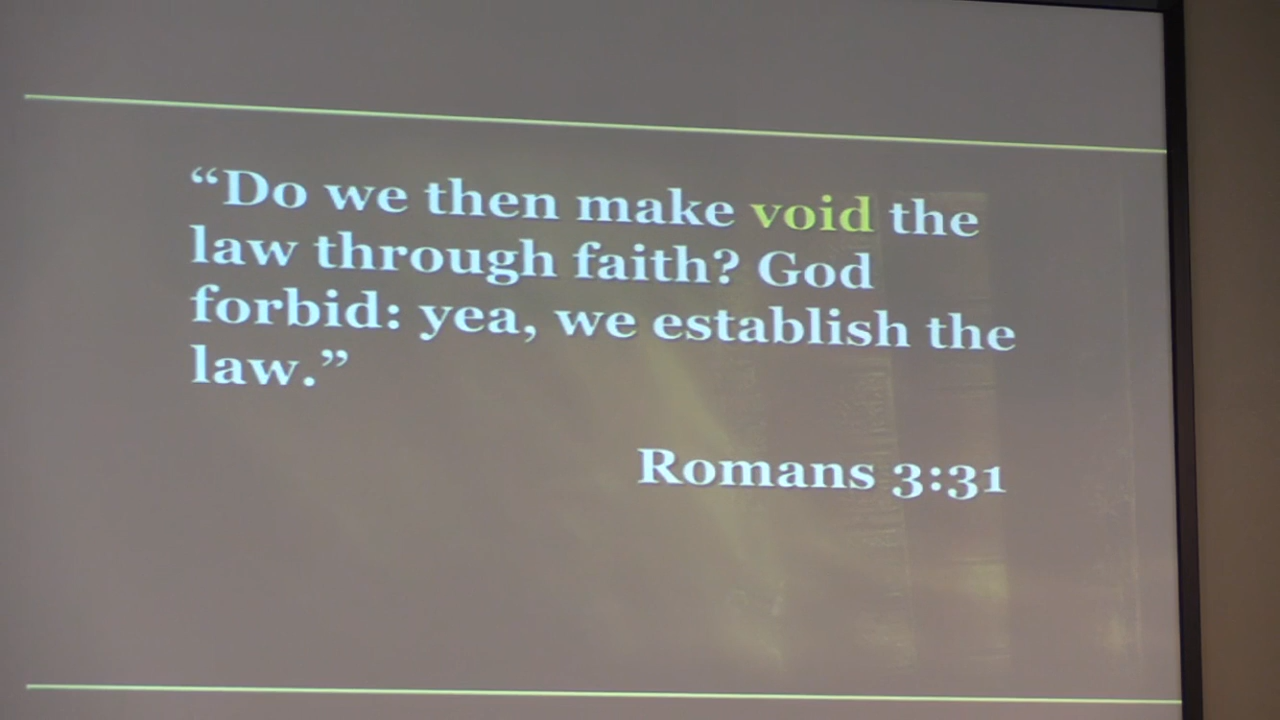 “Do we then make void the
law through faith? God
forbid: yea, we establish the
law.”
Romans 3:31